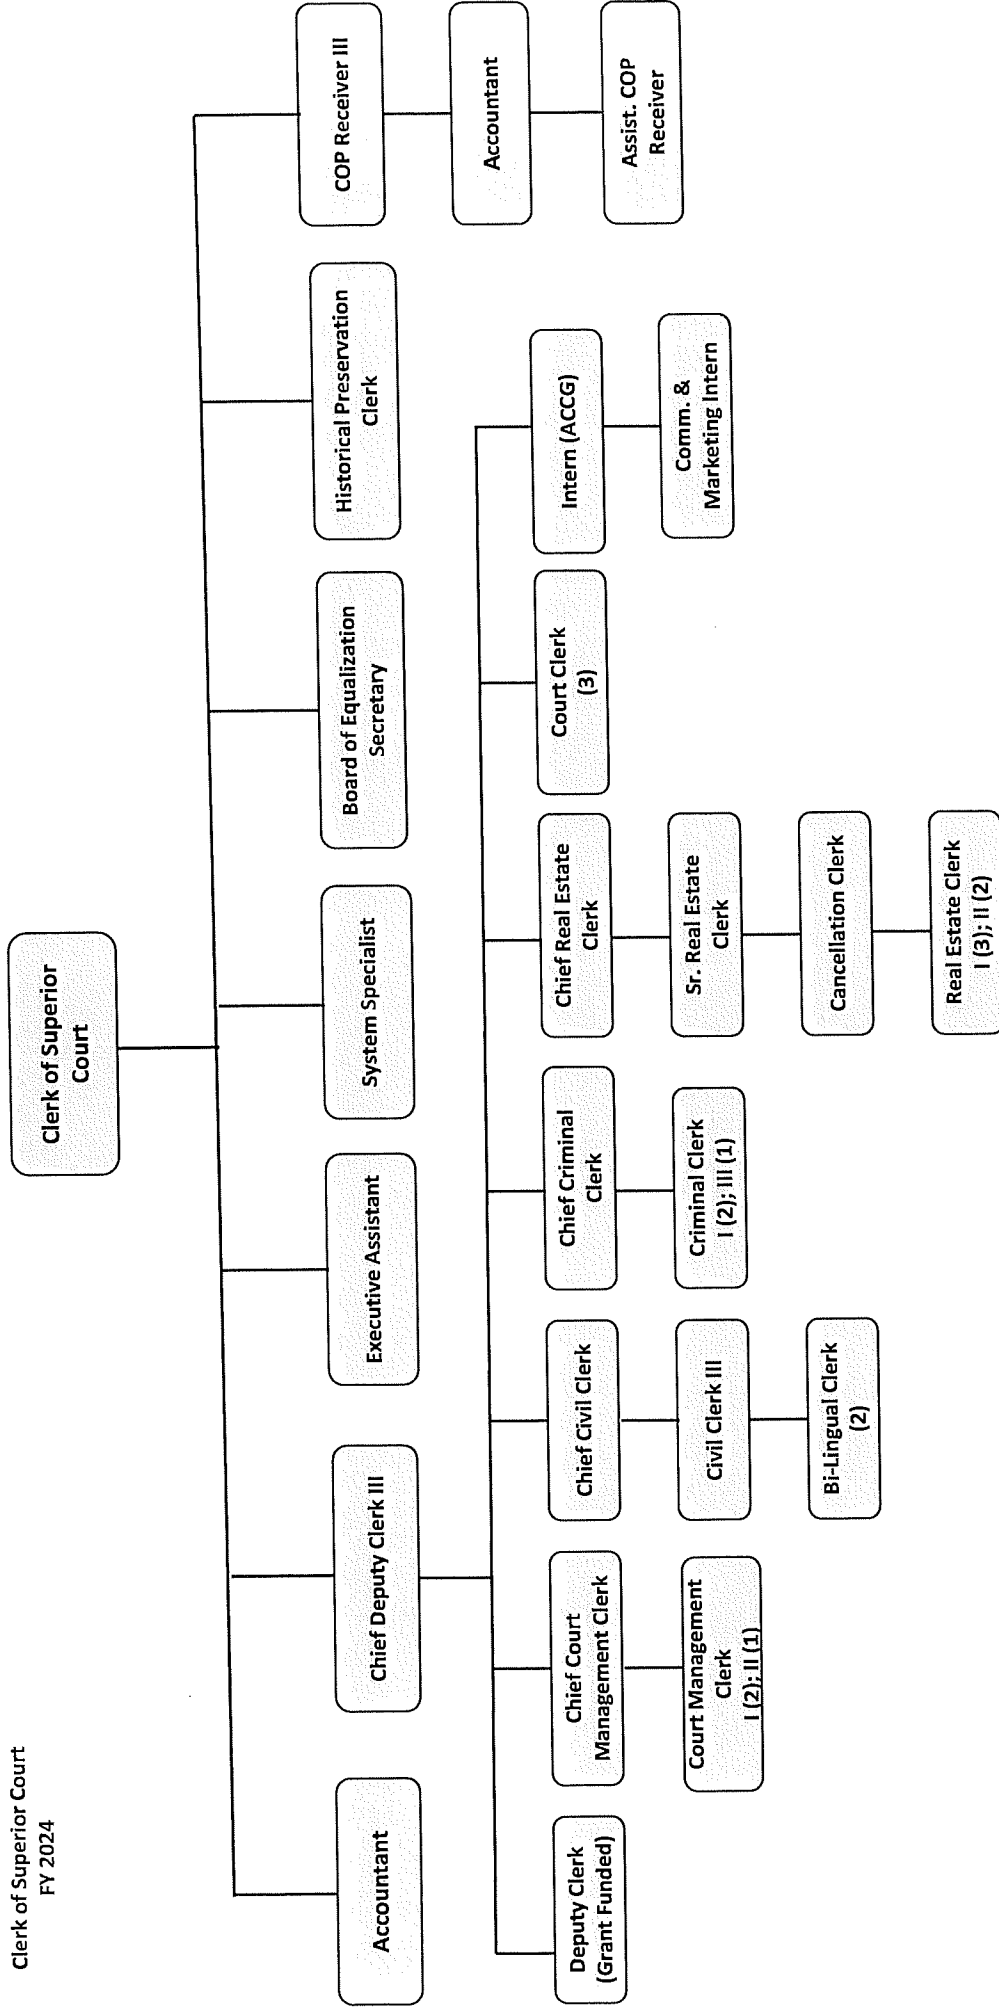 Clerk of Superior Court
FY 2024
Clerk of Superior
Court
Accountant
Chief Deputy Clerk III
Executive Assistant
System Specialist
Board of Equalization
Secretary
Historical Preservation
Clerk
COP Receiver III
Accountant
Assist. COP
Receiver
Deputy Clerk
(Grant Funded)
Chief Court
Management Clerk
Court Management
Clerk
I (2); II (1)
Chief Civil Clerk
Civil Clerk III
Bi-Lingual Clerk
(2)
Chief Criminal
Clerk
Criminal Clerk
I (2); III (1)
Chief Real Estate
Clerk
Sr. Real Estate
Clerk
Cancellation Clerk
Real Estate Clerk
I (3); II (2)
Court Clerk
(3)
Intern (ACCG)
Comm. &
Marketing Intern